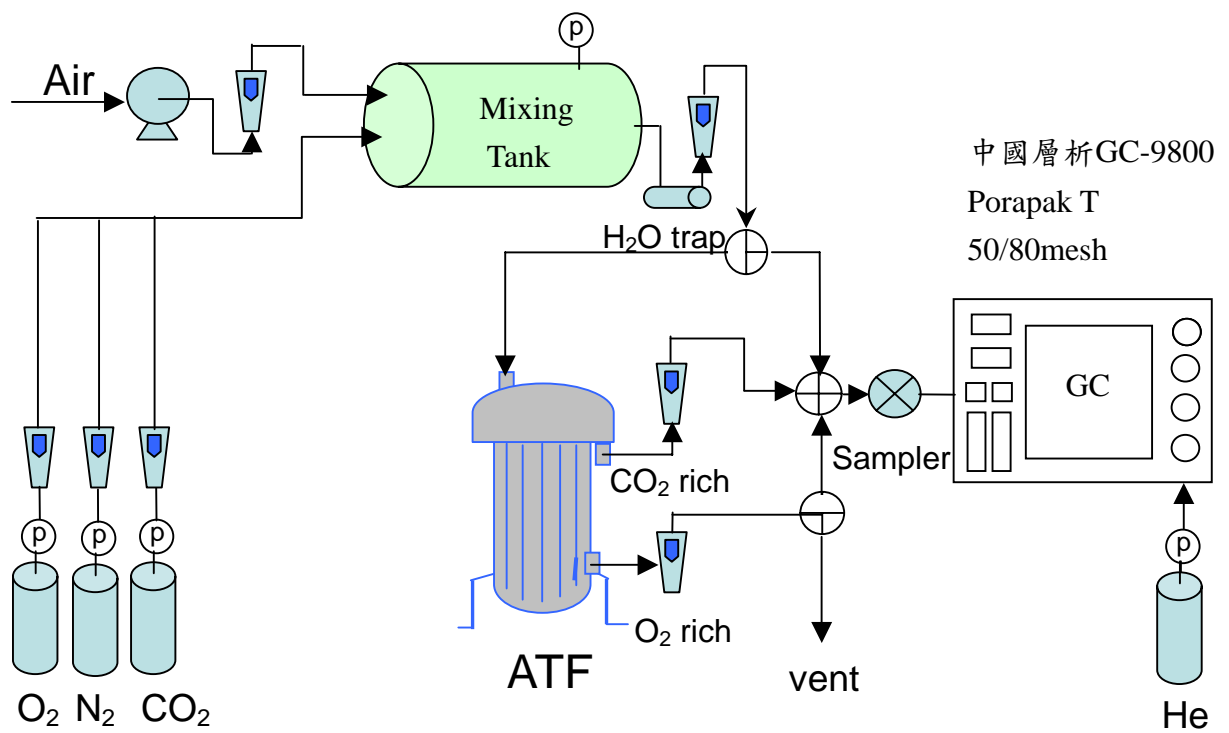 p
Air
Mixing
Tank
中國層析GC-9800
Porapak T
50/80mesh
H₂O trap
GC
Sampler
CO₂ rich
p
p
p
p
O₂ rich
ATF
vent
O₂
N₂
CO₂
He